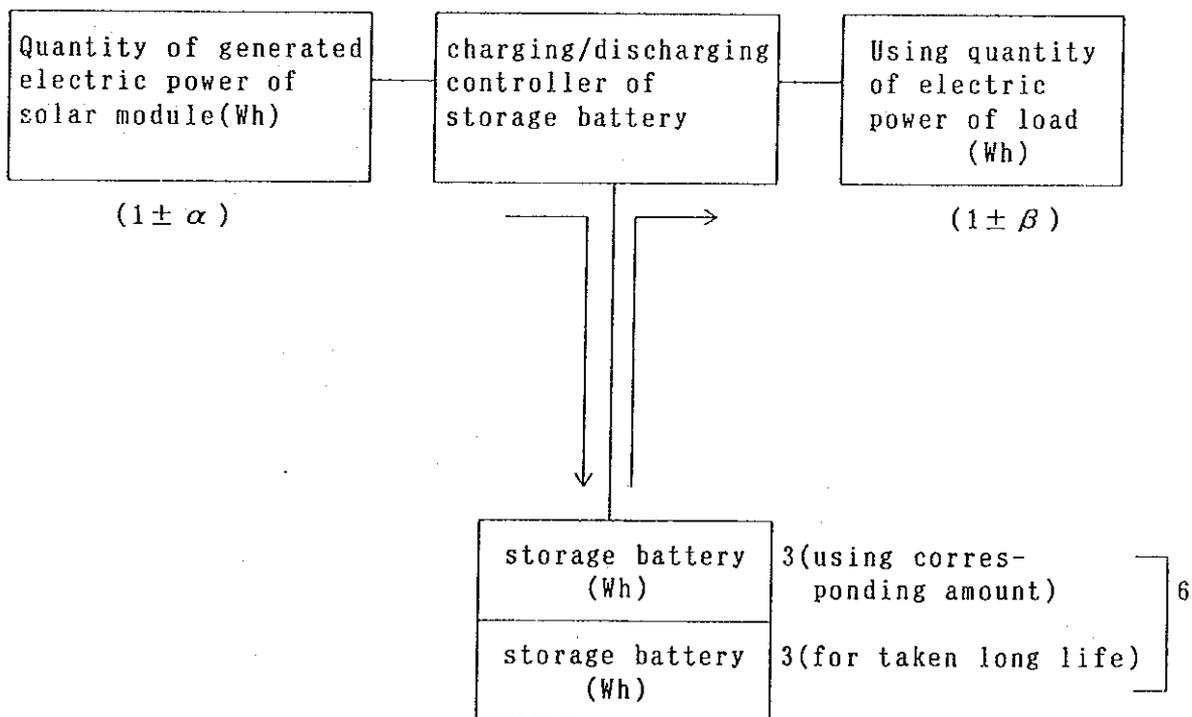 Quantity of generated
electric power of
solar module(Wh)
charging/discharging
controller of
storage battery
Using quantity
of electric
power of load
(Wh)
(1± α)
(1± β)
storage battery
(Wh)
3(using corres-
ponding amount)
6
storage battery
(Wh)
3(for taken long life)